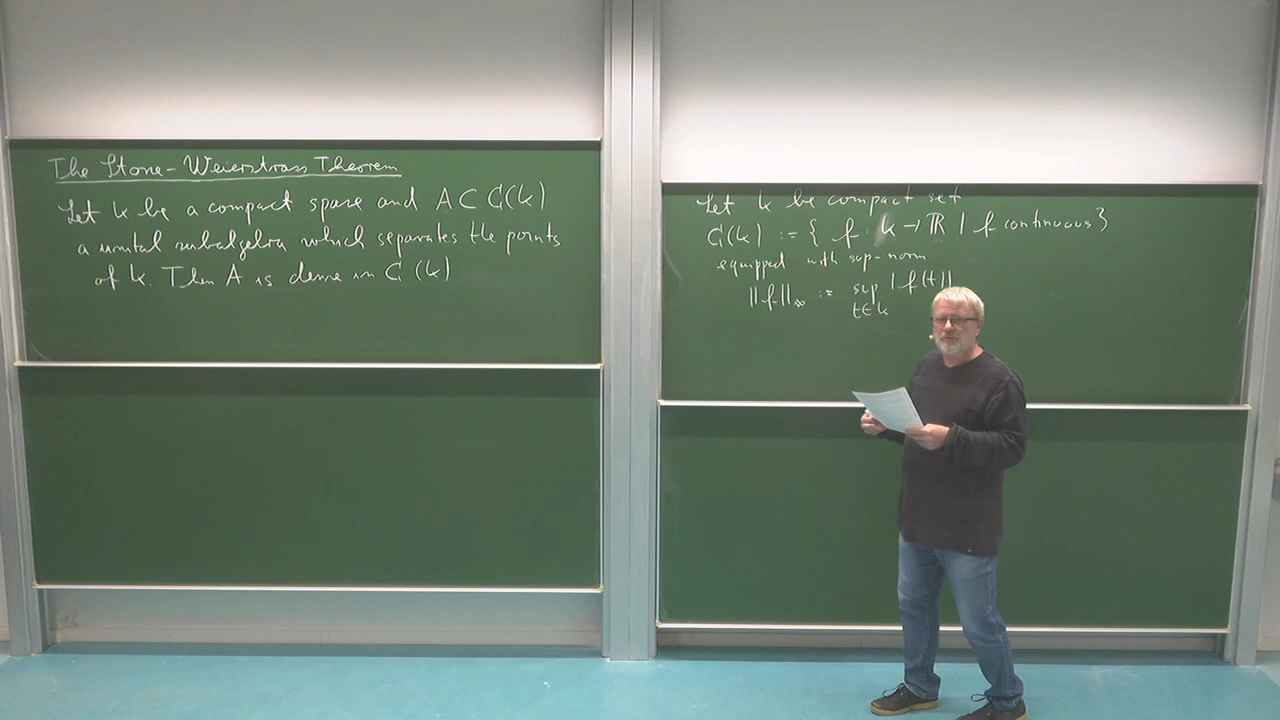 The Stone-Weierstrass Theorem
Let K be a compact space and A ⊂ C(K)
a unital subalgebra which separates the points
of K. Then A is dense in C(K)
Let K be compact set
C(K) := { f : K → ℝ | f continuous }
equipped with sup-norm
||f||∞ := sup |f(t)|
t∈K